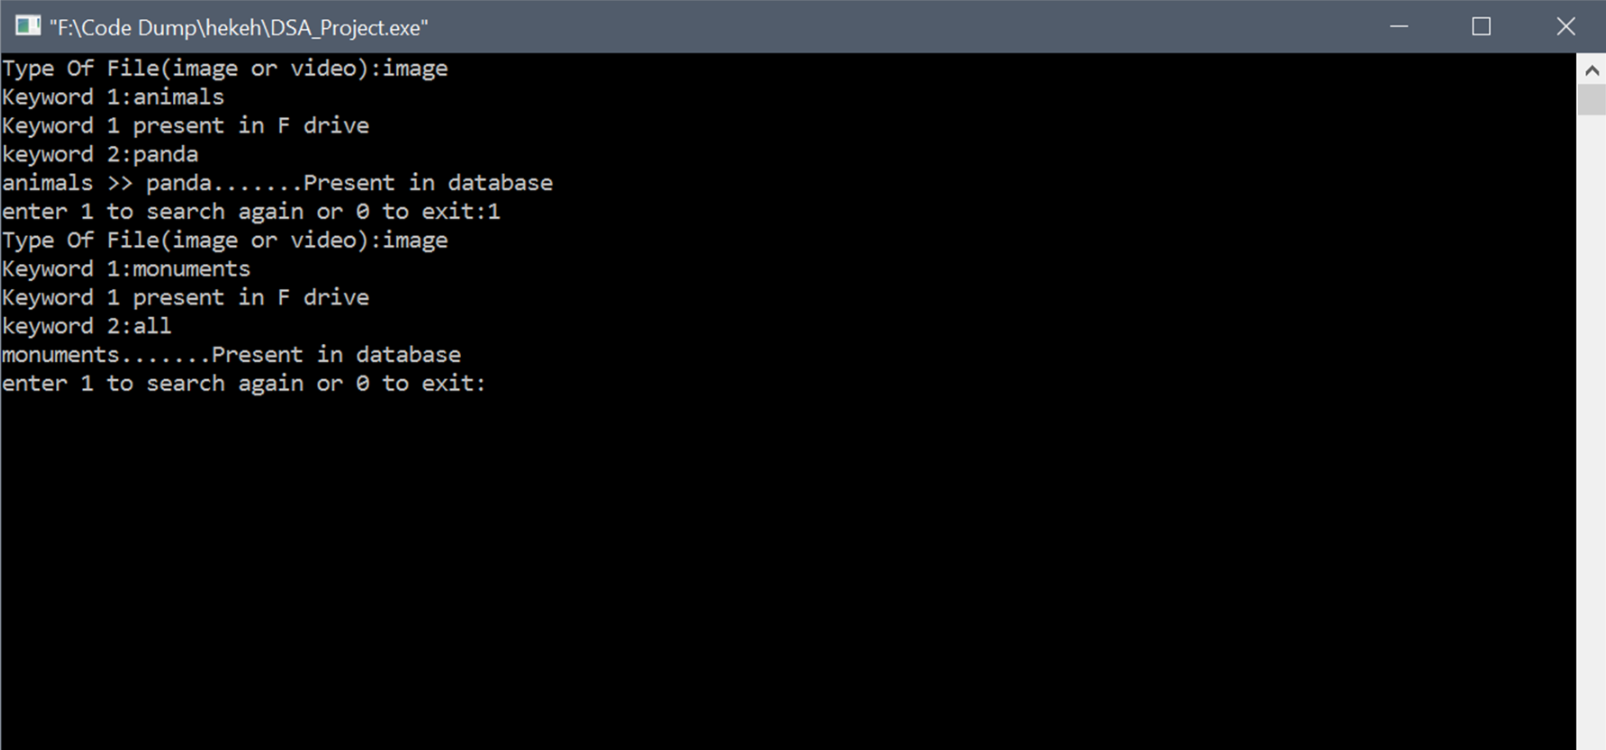 "F:\Code Dump\hekeh\DSA_Project.exe"
Type Of File(image or video):image
Keyword 1:animals
Keyword 1 present in F drive
keyword 2:panda
animals >> panda.......Present in database
enter 1 to search again or 0 to exit:1
Type Of File(image or video):image
Keyword 1:monuments
Keyword 1 present in F drive
keyword 2:all
monuments.......Present in database
enter 1 to search again or 0 to exit: